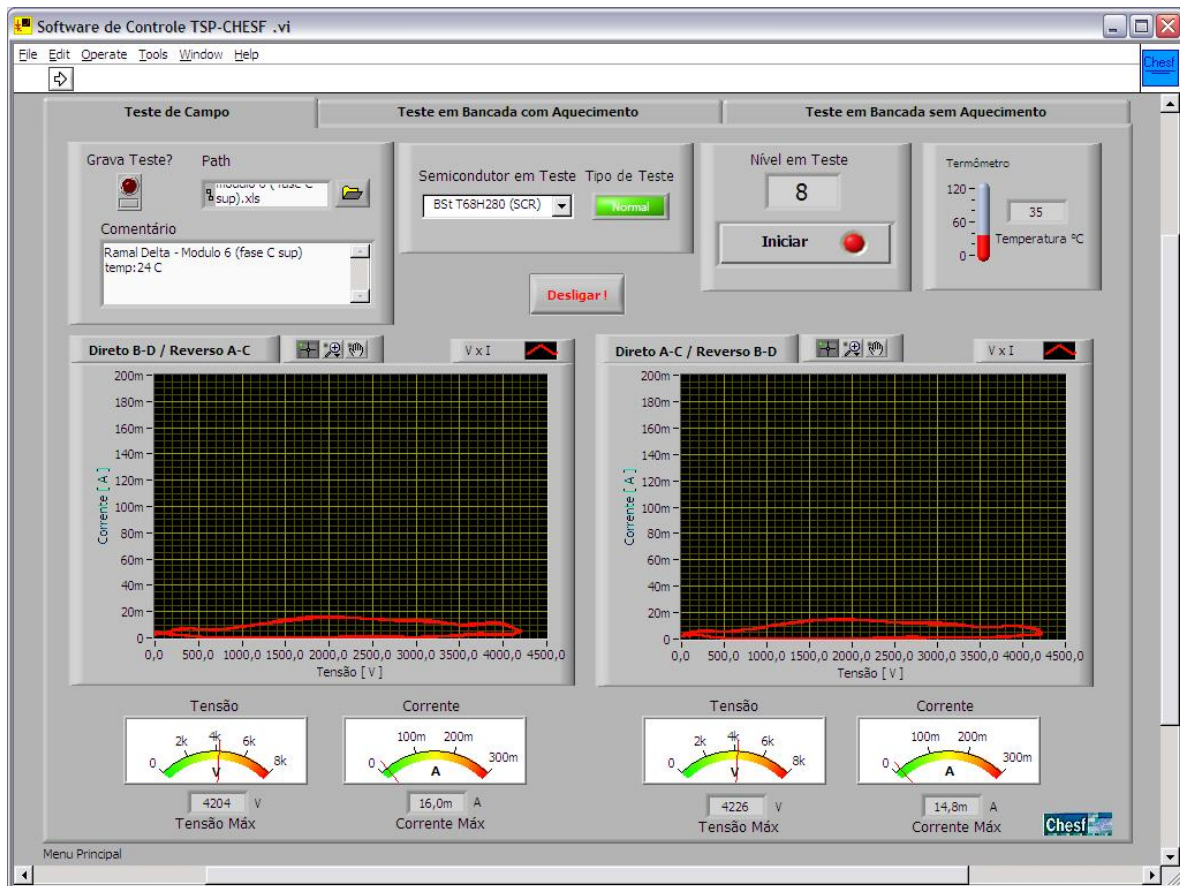 Software de Controle TSP-CHESF .vi
File Edit Operate Tools Window Help
Chesf
Teste de Campo
Teste em Bancada com Aquecimento
Teste em Bancada sem Aquecimento
Grava Teste?
Path
sup).xls
Comentário
Ramal Delta - Modulo 6 (fase C sup)
temp:24 C
Semicondutor em Teste
Tipo de Teste
BSt T68H280 (SCR)
Normal
Desligar !
Nível em Teste
8
Iniciar
Termômetro
120
60
0
35
Temperatura ºC
Direto B-D / Reverso A-C
V x I
200m
180m
160m
140m
120m
100m
80m
60m
40m
20m
0
Corrente [ A ]
0,0 500,0 1000,0 1500,0 2000,0 2500,0 3000,0 3500,0 4000,0 4500,0
Tensão [ V ]
Direto A-C / Reverso B-D
V x I
200m
180m
160m
140m
120m
100m
80m
60m
40m
20m
0
Corrente [ A ]
0,0 500,0 1000,0 1500,0 2000,0 2500,0 3000,0 3500,0 4000,0 4500,0
Tensão [ V ]
Tensão
0 2k 4k 6k 8k
V
4204 V
Tensão Máx
Corrente
0 100m 200m 300m
A
16,0m A
Corrente Máx
Tensão
0 2k 4k 6k 8k
V
4226 V
Tensão Máx
Corrente
0 100m 200m 300m
A
14,8m A
Corrente Máx
Chesf
Menu Principal